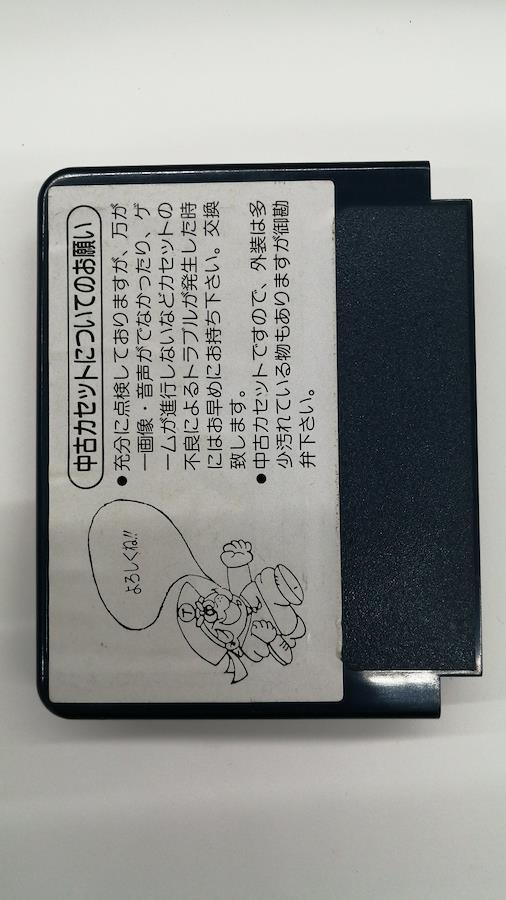 中古カセットについてのお願い
●充分に点検しておりますが、万が
一画像・音声がでなかったり、ゲ
ームが進行しないなどカセットの
不良によるトラブルが発生した時
にはお早めにお持ち下さい。交換
致します。
●中古カセットですので、外装は多
少汚れている物もありますが御勘
弁下さい。
よろしくね!!
T